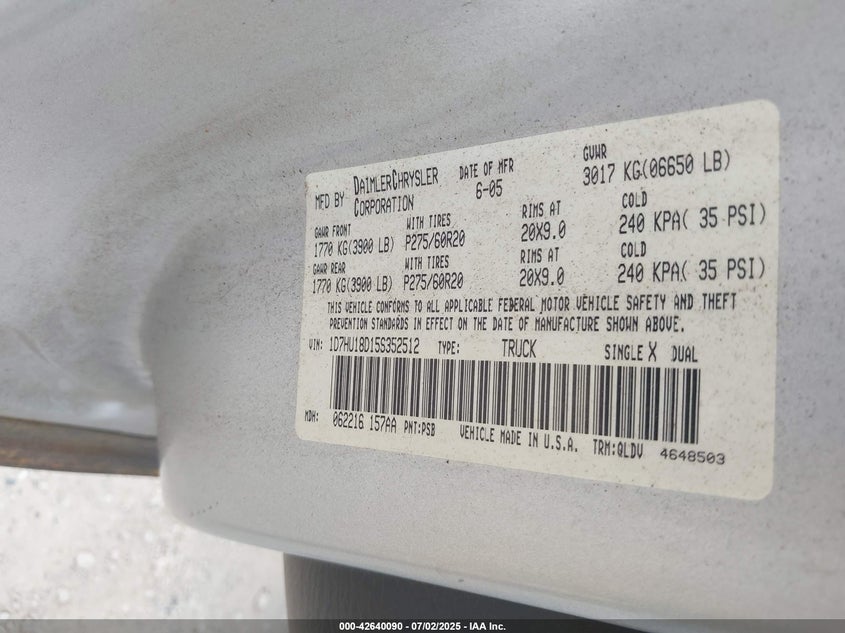 MFD BY DAIMLERCHRYSLER CORPORATION DATE OF MFR 6-05 GVWR 3017 KG(06650 LB)
GAWR FRONT WITH TIRES RIMS AT COLD
1770 KG(3900 LB) P275/60R20 20X9.0 240 KPA( 35 PSI)
GAWR REAR WITH TIRES RIMS AT COLD
1770 KG(3900 LB) P275/60R20 20X9.0 240 KPA( 35 PSI)
THIS VEHICLE CONFORMS TO ALL APPLICABLE FEDERAL MOTOR VEHICLE SAFETY AND THEFT
PREVENTION STANDARDS IN EFFECT ON THE DATE OF MANUFACTURE SHOWN ABOVE.
VIN: 1D7HU18D15S352512 TYPE: TRUCK SINGLE X DUAL
MDH: 062216 157AA PNT:PSB VEHICLE MADE IN U.S.A. TRM:QLDV 4648503
000-42640090 - 07/02/2025 - IAA Inc.